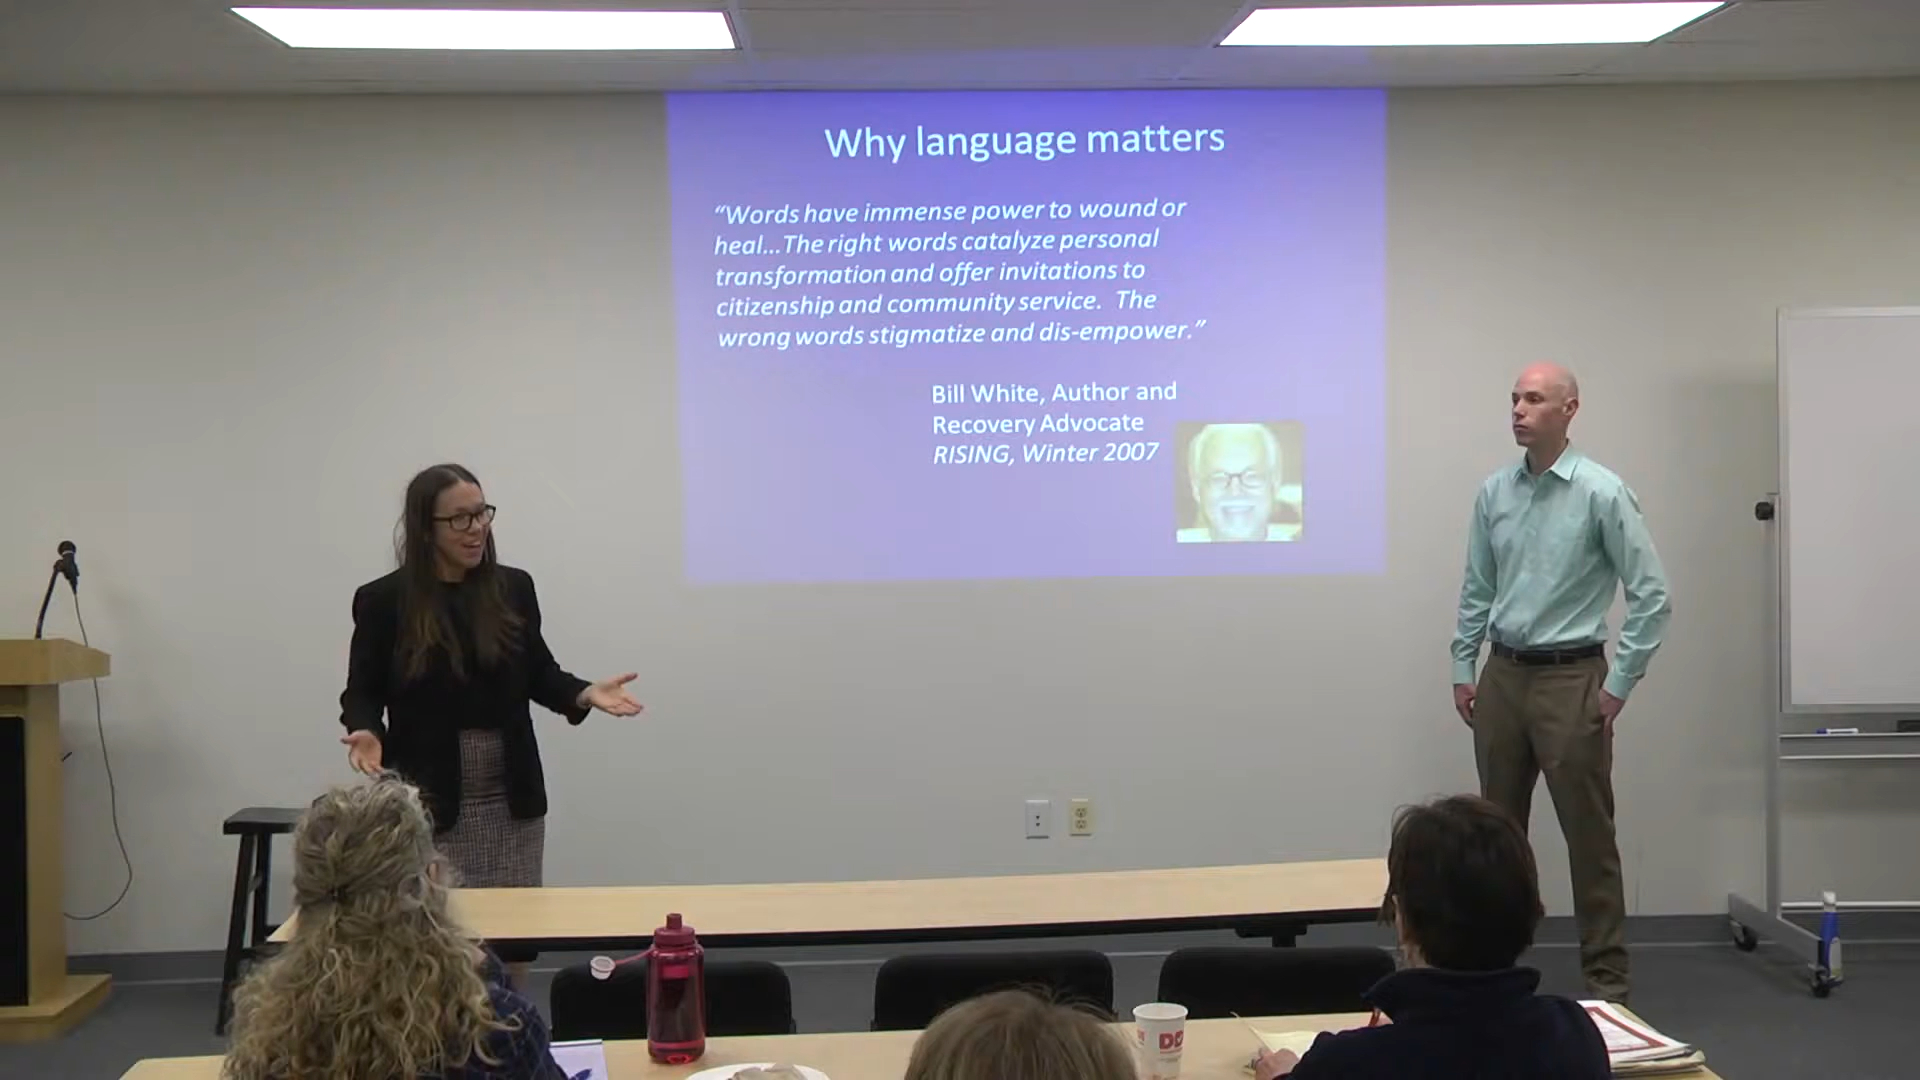 Why language matters
“Words have immense power to wound or
heal...The right words catalyze personal
transformation and offer invitations to
citizenship and community service.  The
wrong words stigmatize and dis-empower.”
Bill White, Author and
Recovery Advocate
RISING, Winter 2007
DD